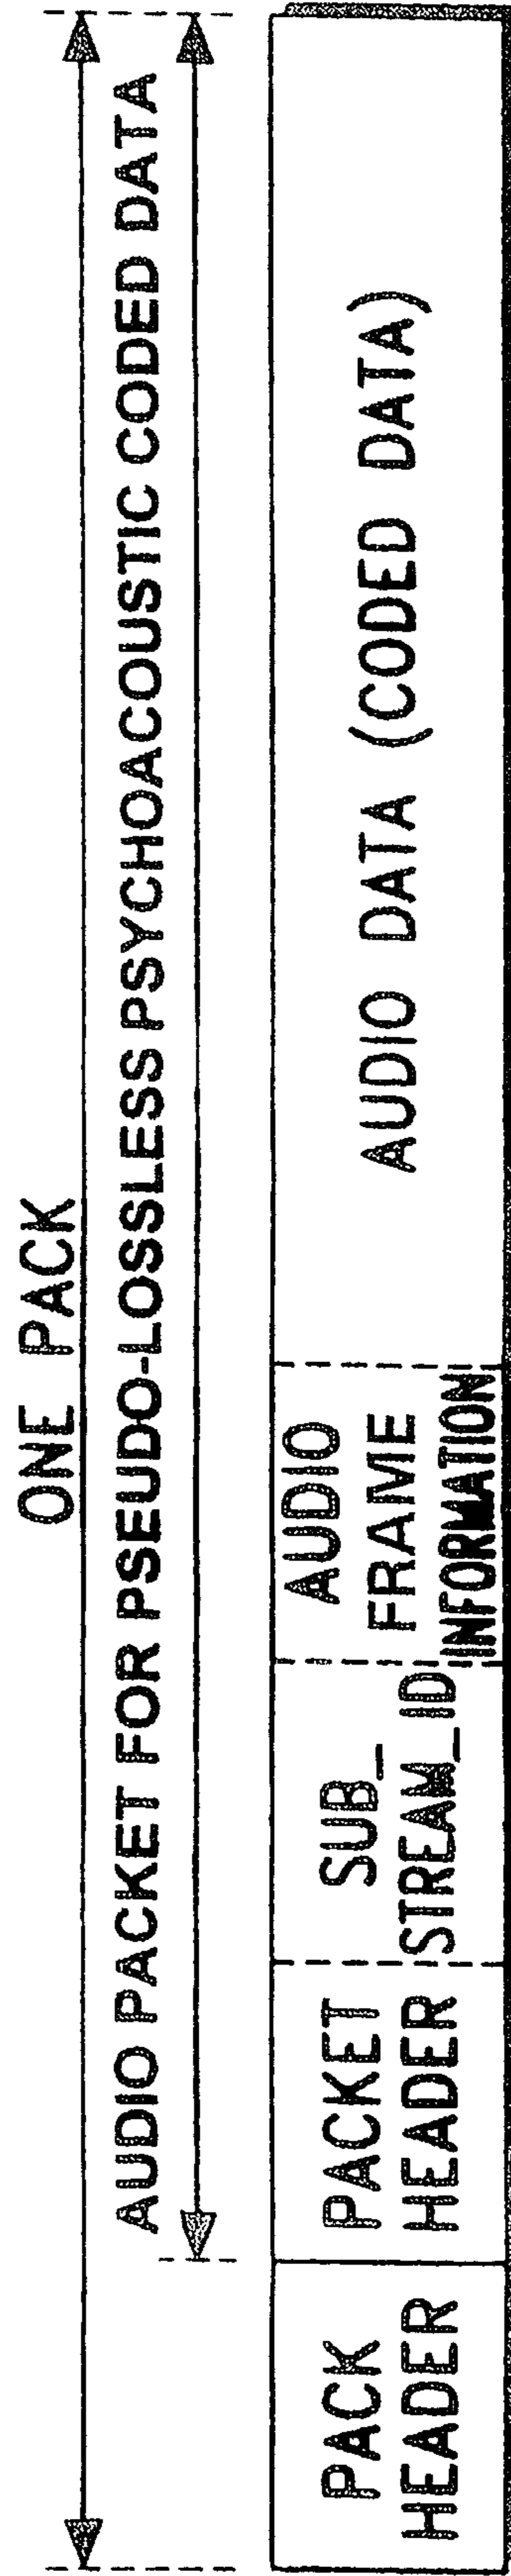 ONE PACK
AUDIO PACKET FOR PSEUDO-LOSSLESS PSYCHOACOUSTIC CODED DATA
PACK
HEADER
PACKET
HEADER
SUB_
STREAM_ID
AUDIO
FRAME
INFORMATION
AUDIO DATA (CODED DATA)